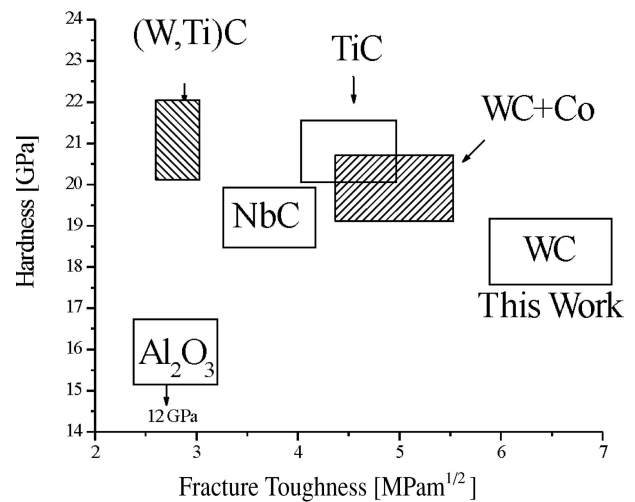 24
23
22
21
20
19
18
17
16
15
14
Hardness [GPa]
(W,Ti)C
TiC
WC+Co
NbC
WC
This Work
Al₂O₃
12 GPa
2 3 4 5 6 7
Fracture Toughness [MPam¹/²]